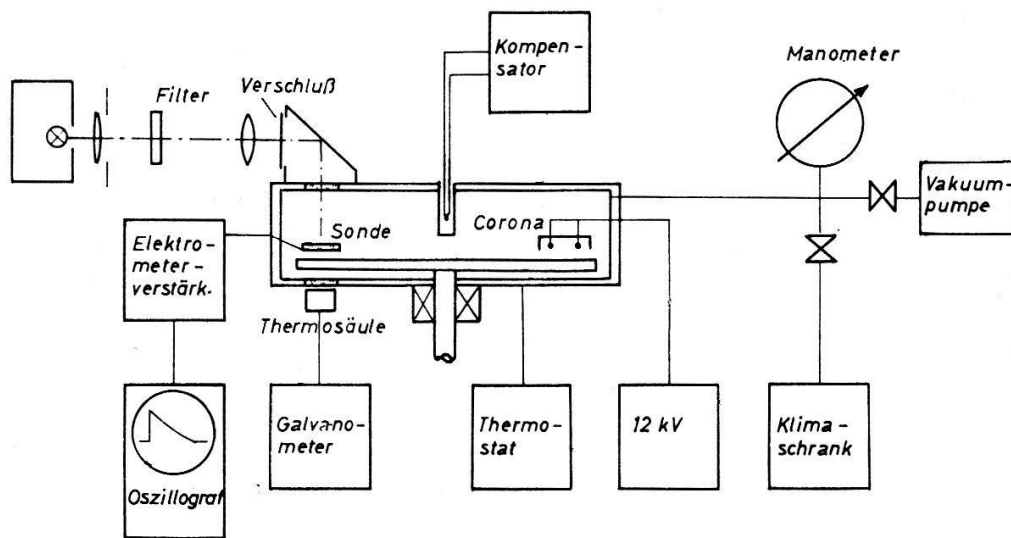 Kompen-
sator
Manometer
Verschluß
Filter
Vakuum-
pumpe
Sonde
Corona
Elektro-
meter-
verstärk.
Thermosäule
Galvano-
meter
Thermo-
stat
12 kV
Klima-
schrank
Oszillograf